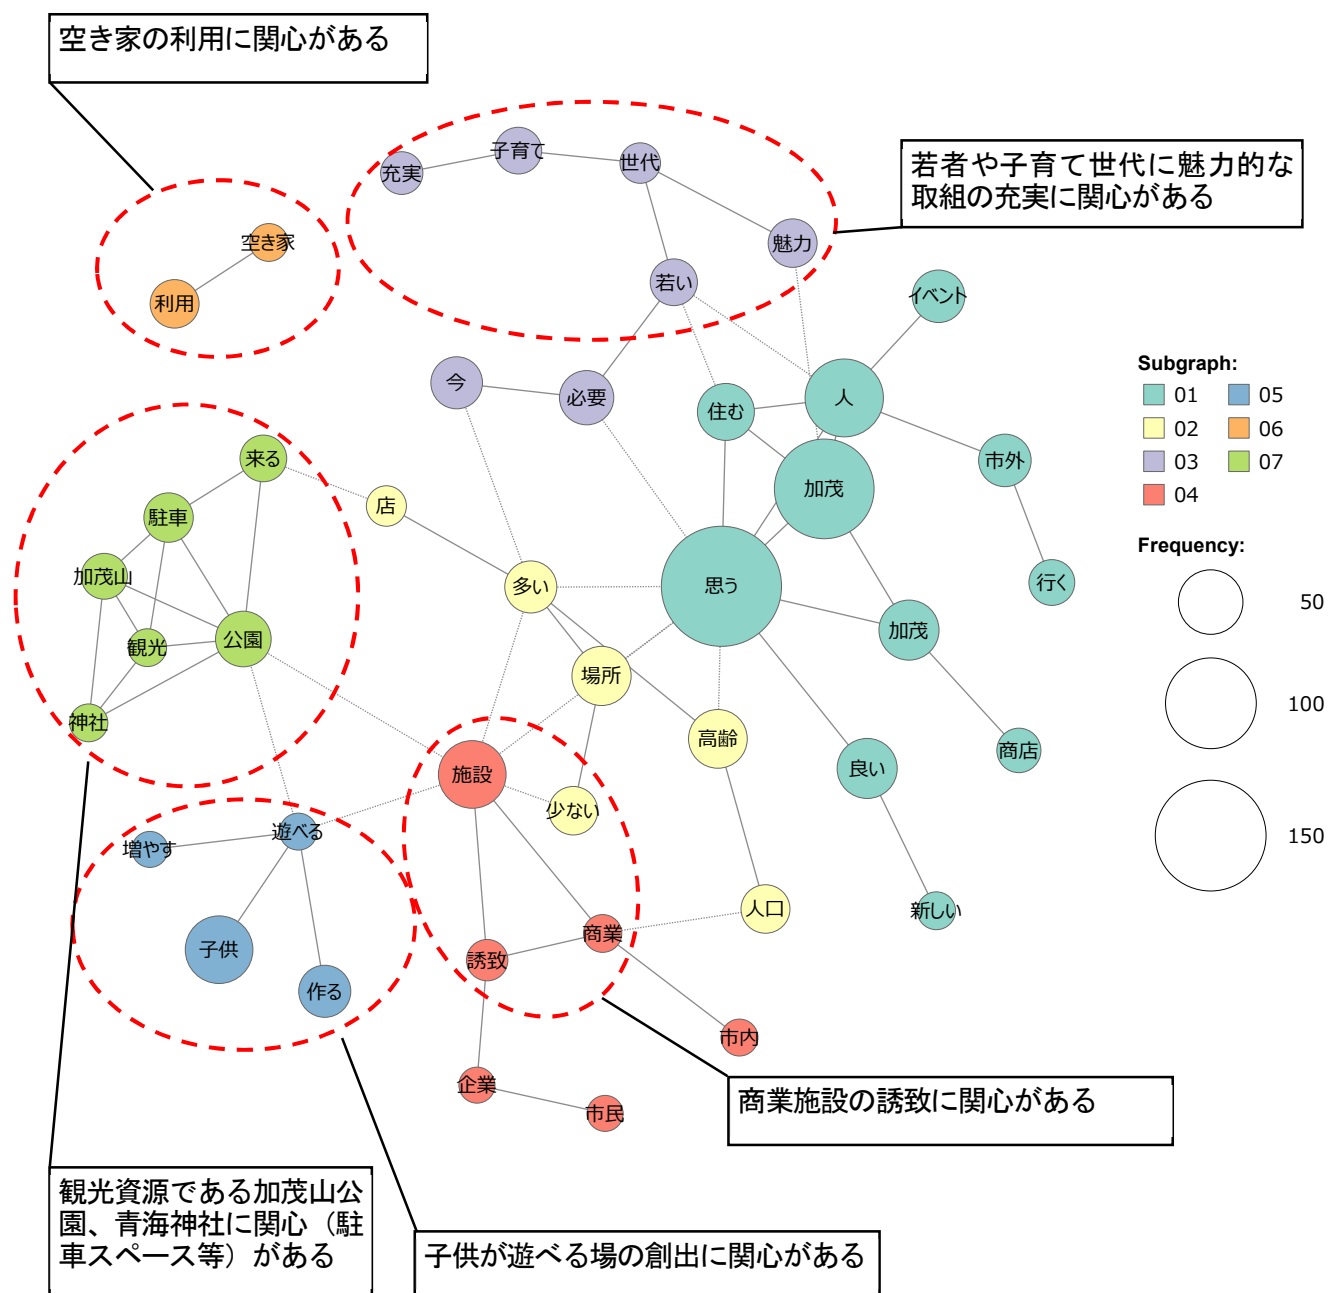 空き家の利用に関心がある
若者や子育て世代に魅力的な
取組の充実に関心がある
充実
子育て
世代
空き家
魅力
利用
若い
イベント
今
必要
住む
人
来る
市外
加茂
店
駐車
加茂山
多い
思う
行く
観光
公園
加茂
場所
神社
高齢
商店
施設
良い
少ない
増やす
遊べる
人口
新しい
子供
商業
誘致
作る
市内
企業
市民
Subgraph:
01 05
02 06
03 07
04
Frequency:
50
100
150
商業施設の誘致に関心がある
観光資源である加茂山公
園、青海神社に関心（駐
車スペース等）がある
子供が遊べる場の創出に関心がある